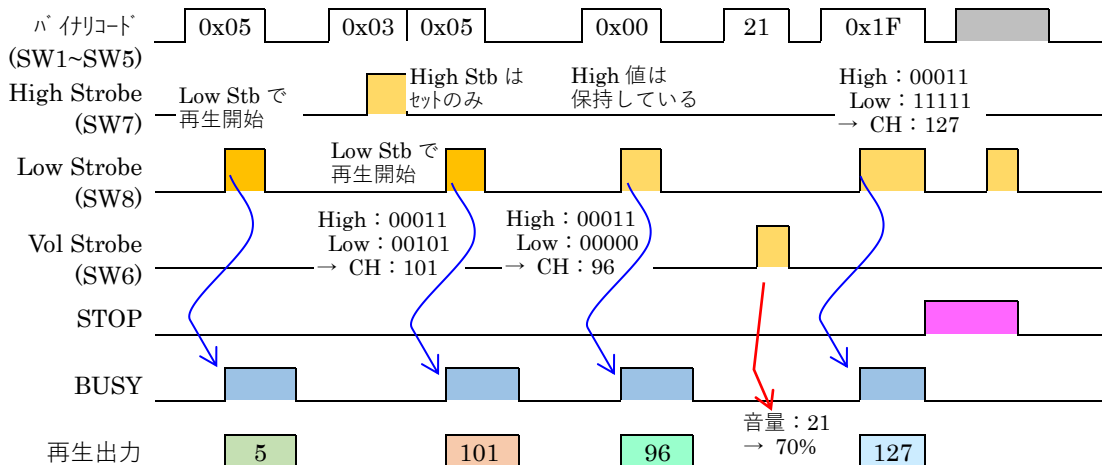 バイナリコード
(SW1~SW5)
0x05
0x03
0x05
0x00
21
0x1F
High Strobe
(SW7)
Low Stb で
再生開始
High Stb は
セットのみ
High 値は
保持している
High：00011
Low：11111
→ CH：127
Low Strobe
(SW8)
Low Stb で
再生開始
Vol Strobe
(SW6)
High：00011
Low：00101
→ CH：101
High：00011
Low：00000
→ CH：96
STOP
BUSY
音量：21
→ 70%
再生出力
5
101
96
127